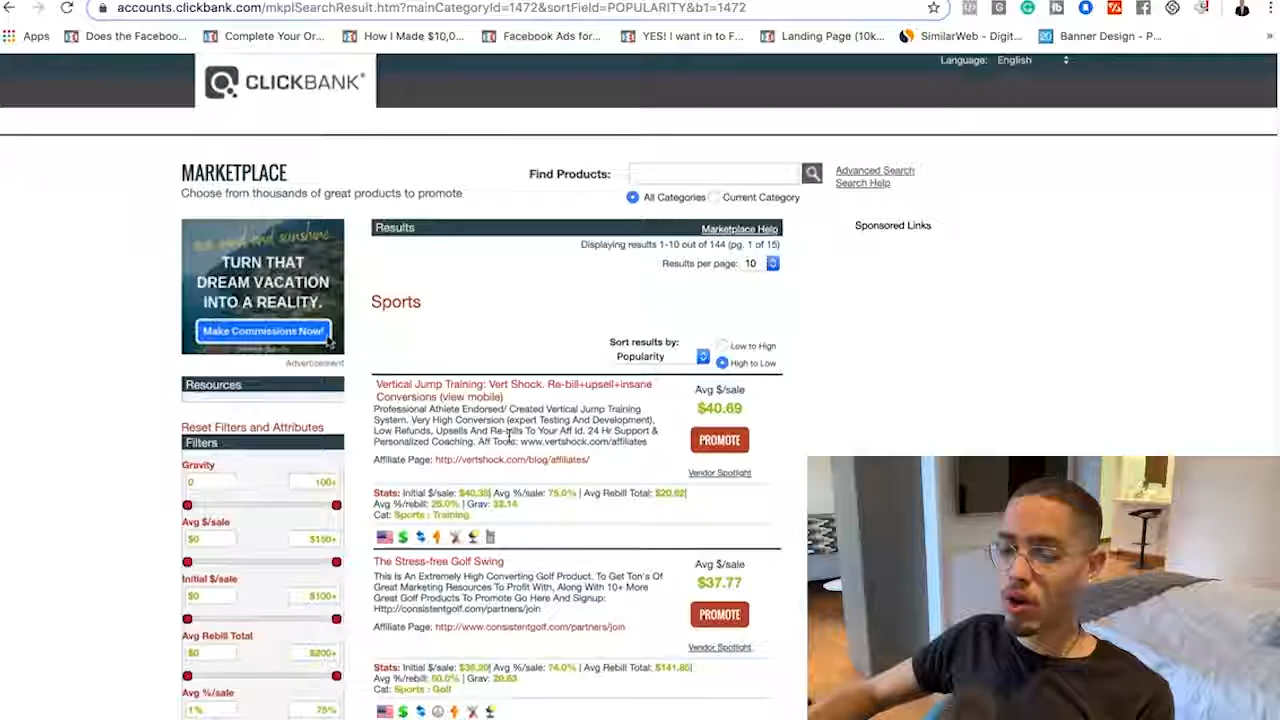 accounts.clickbank.com/mkplSearchResult.htm?mainCategoryId=1472&sortField=POPULARITY&b1=1472
Apps Does the Faceboo... Complete Your Or... How I Made $10,0... Facebook Ads for... YES! I want in to F... Landing Page (10k... SimilarWeb - Digit... Banner Design - P... »
Language: English
CLICKBANK®
MARKETPLACE
Choose from thousands of great products to promote
Find Products:
Advanced Search
Search Help
All Categories Current Category
Sponsored Links
and sunshine
TURN THAT
DREAM VACATION
INTO A REALITY.
Make Commissions Now!
Advertisement
Resources
Reset Filters and Attributes
Filters
Gravity
0 100+
Avg $/sale
$0 $150+
Initial $/sale
$0 $100+
Avg Rebill Total
$0 $200+
Avg %/sale
1% 75%
Results Marketplace Help
Displaying results 1-10 out of 144 (pg. 1 of 15)
Results per page: 10
Sports
Sort results by:
Popularity
Low to High
High to Low
Vertical Jump Training: Vert Shock. Re-bill+upsell+insane
Conversions (view mobile)
Professional Athlete Endorsed/ Created Vertical Jump Training
System. Very High Conversion (expert Testing And Development),
Low Refunds, Upsells And Re-bills To Your Aff Id. 24 Hr Support &
Personalized Coaching. Aff Tools: www.vertshock.com/affiliates
Affiliate Page: http://vertshock.com/blog/affiliates/
Avg $/sale
$40.69
PROMOTE
Vendor Spotlight
Stats: Initial $/sale: Avg %/sale: 75.0% | Avg Rebill Total: |
Avg %/rebill: | Grav:
Cat: Sports : Training
The Stress-free Golf Swing
This Is An Extremely High Converting Golf Product. To Get Ton's Of
Great Marketing Resources To Profit With, Along With 10+ More
Great Golf Products To Promote Go Here And Signup:
Http://consistentgolf.com/partners/join
Affiliate Page: http://www.consistentgolf.com/partners/join
Avg $/sale
$37.77
PROMOTE
Vendor Spotlight
Stats: Initial $/sale: Avg %/sale: 74.0% | Avg Rebill Total: |
Avg %/rebill: | Grav:
Cat: Sports : Golf